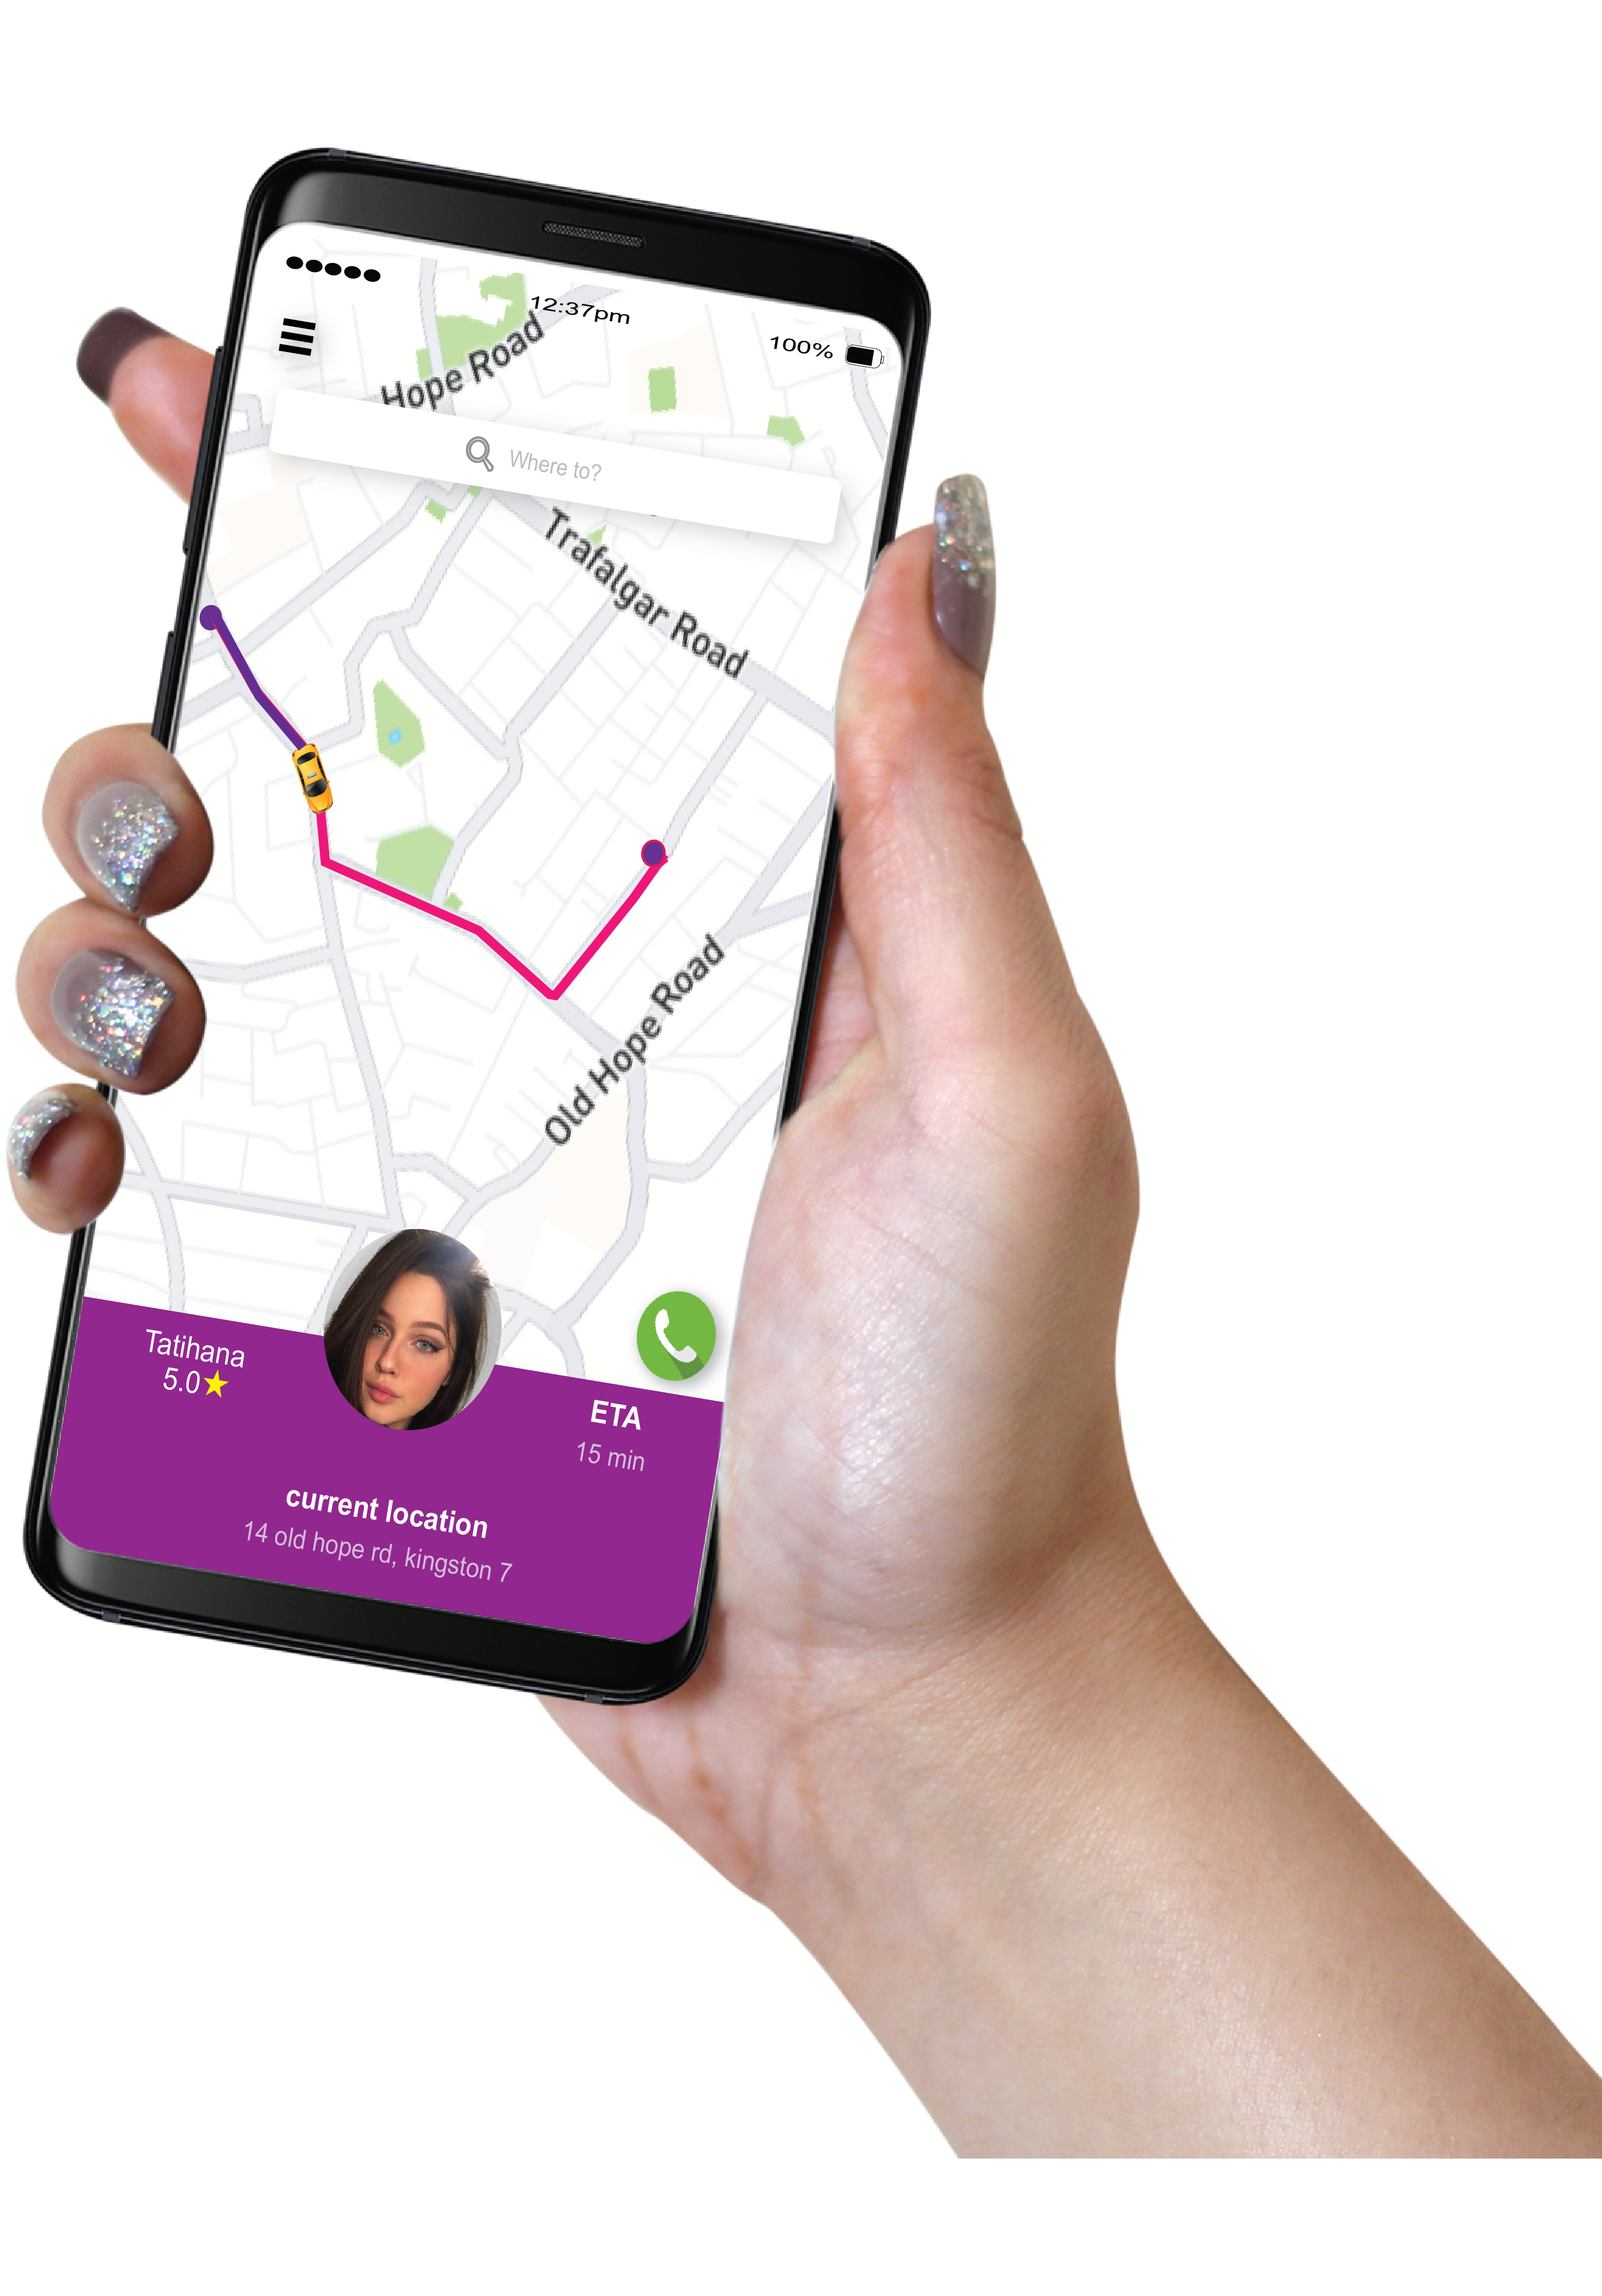 12:37pm
100%
Hope Road
Where to?
Trafalgar Road
Old Hope Road
Tatihana
5.0
ETA
15 min
current location
14 old hope rd, kingston 7